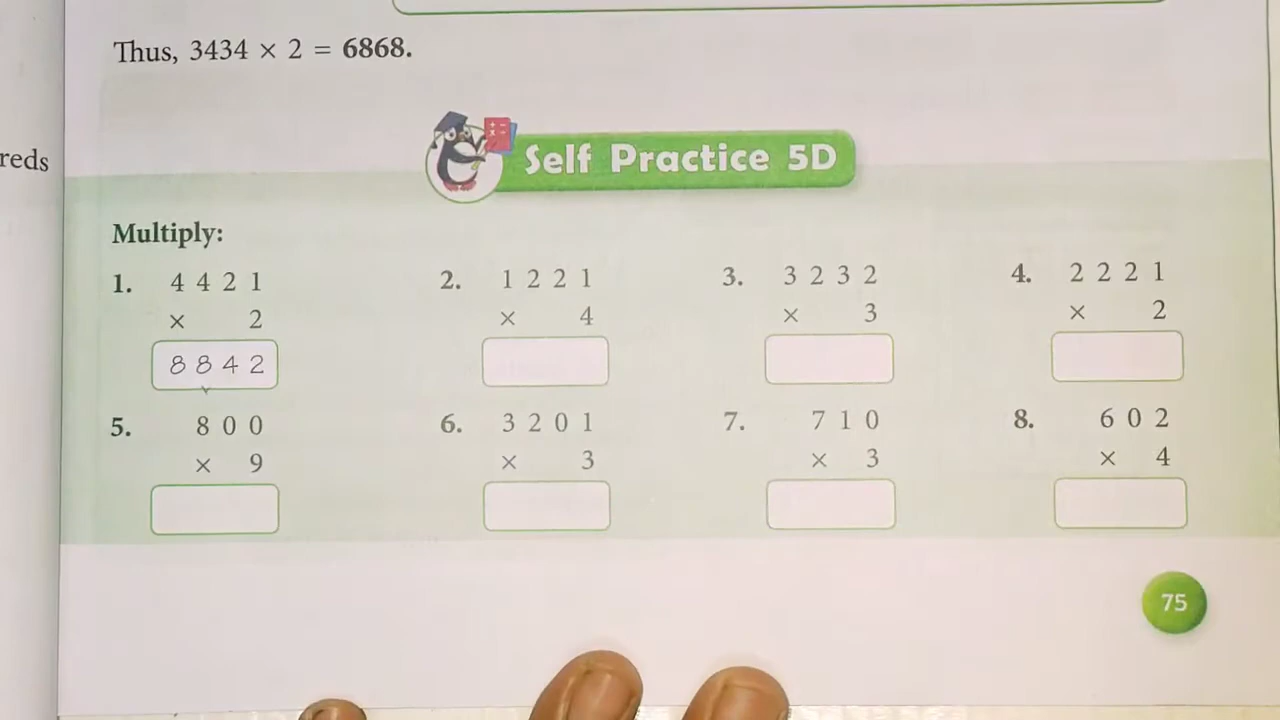 Thus, 3434 × 2 = 6868.
reds
Self Practice 5D
Multiply:
1. 4 4 2 1 2. 1 2 2 1 3. 3 2 3 2 4. 2 2 2 1
× 2 × 4 × 3 × 2
8 8 4 2
5. 8 0 0 6. 3 2 0 1 7. 7 1 0 8. 6 0 2
× 9 × 3 × 3 × 4
75